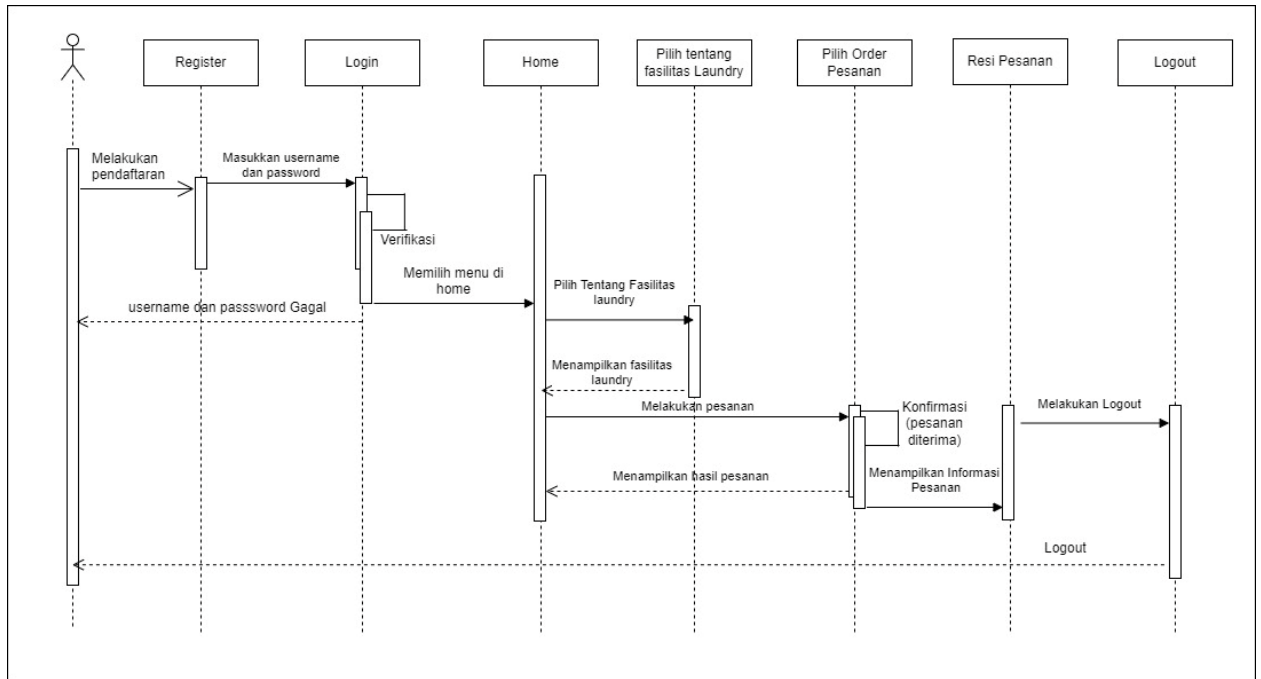 Register
Login
Home
Pilih tentang
fasilitas Laundry
Pilih Order
Pesanan
Resi Pesanan
Logout
Melakukan
pendaftaran
Masukkan username
dan password
Verifikasi
Memilih menu di
home
username dan passsword Gagal
Pilih Tentang Fasilitas
laundry
Menampilkan fasilitas
laundry
Melakukan pesanan
Konfirmasi
(pesanan
diterima)
Melakukan Logout
Menampilkan hasil pesanan
Menampilkan Informasi
Pesanan
Logout